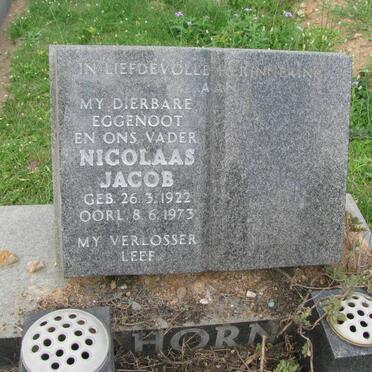 IN LIEFDEVOLLE HERINNERING
AAN
MY DIERBARE
EGGENOOT
EN ONS VADER
NICOLAAS
JACOB
GEB. 26.3.1922
OORL. 8.6.1973
MY VERLOSSER
LEEF
HORN